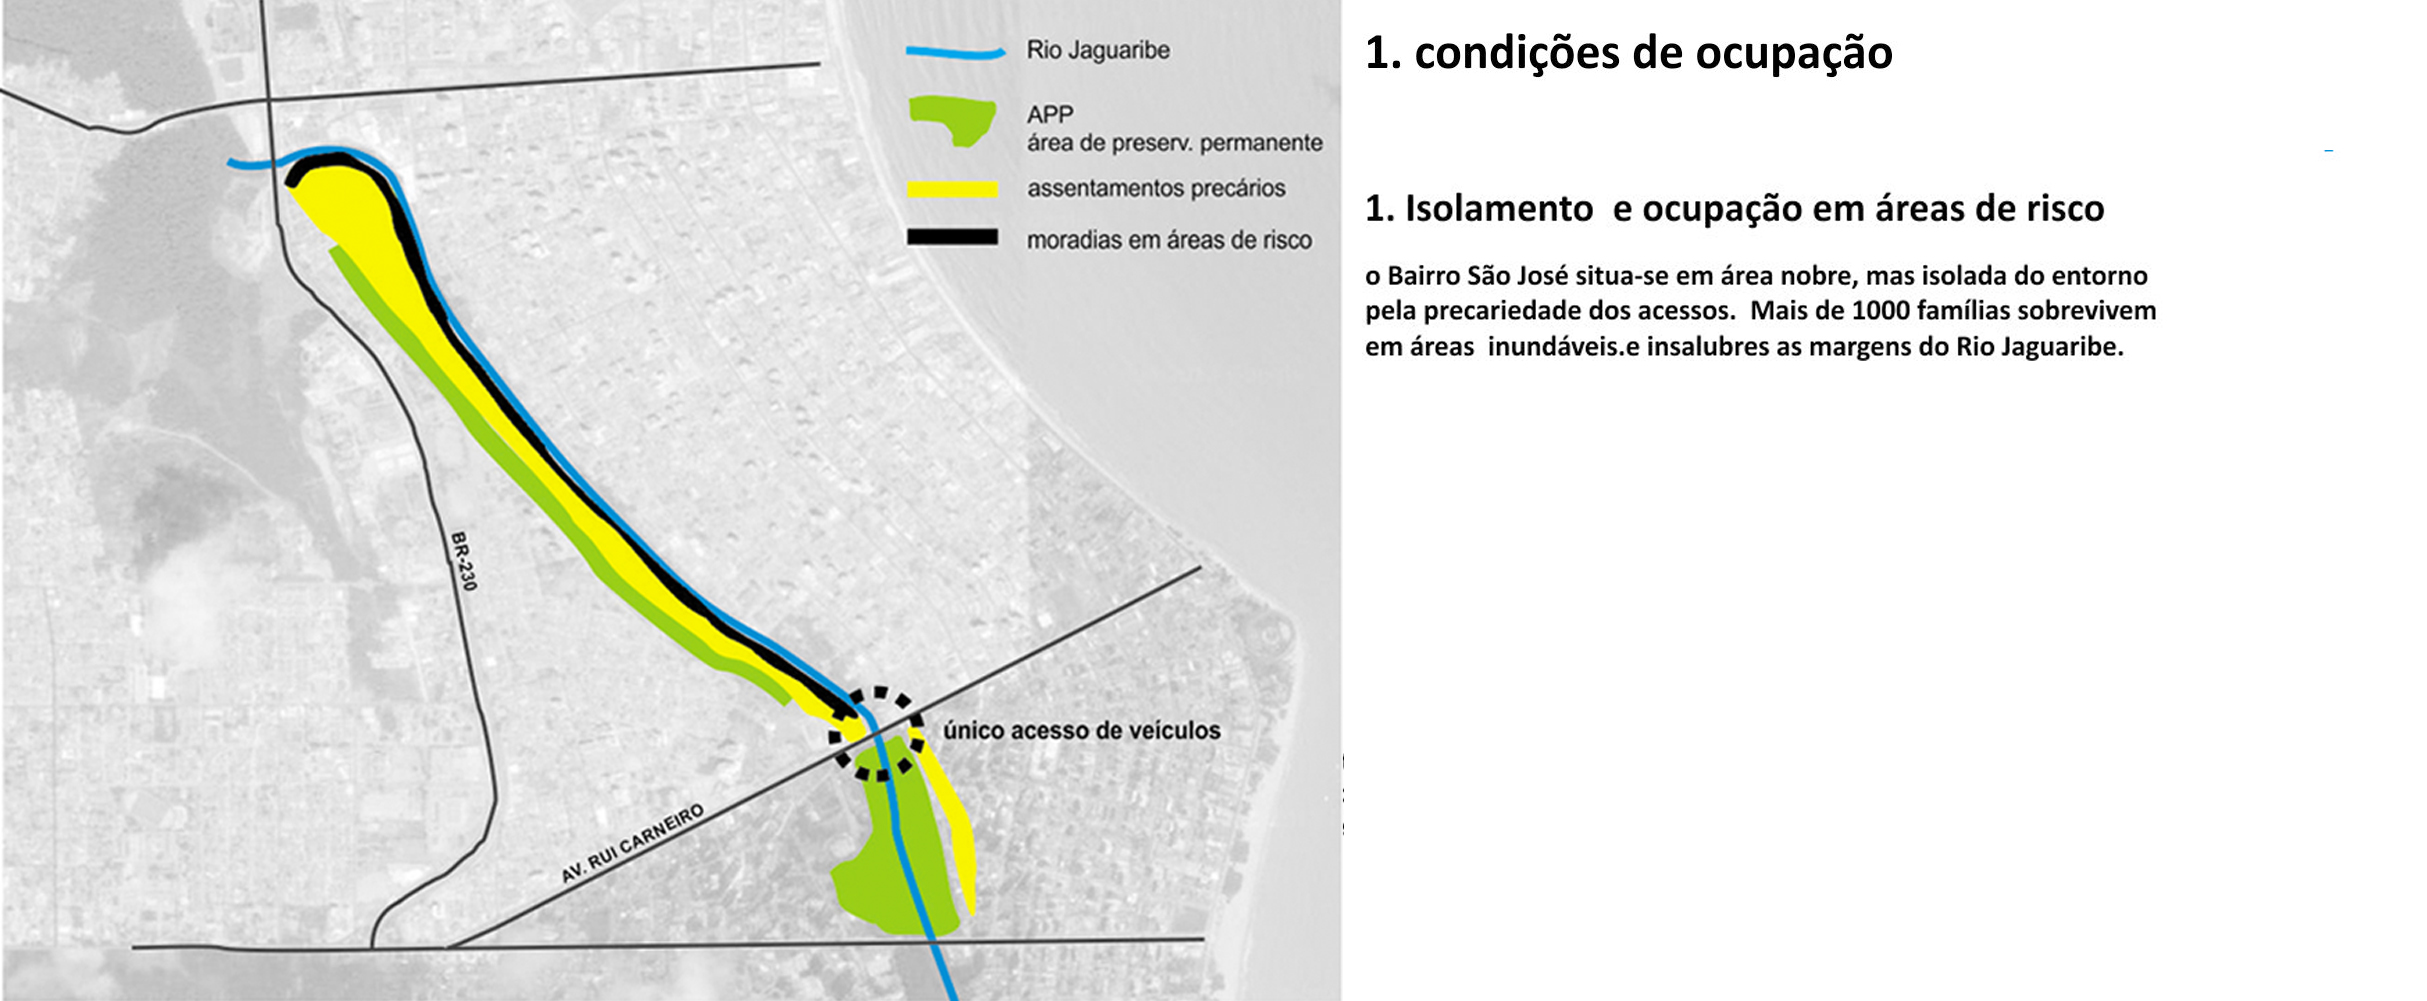 Rio Jaguaribe
APP
área de preserv. permanente
assentamentos precários
moradias em áreas de risco
BR-230
único acesso de veículos
AV. RUI CARNEIRO
1. condições de ocupação
1. Isolamento  e ocupação em áreas de risco
o Bairro São José situa-se em área nobre, mas isolada do entorno
pela precariedade dos acessos.  Mais de 1000 famílias sobrevivem
em áreas  inundáveis.e insalubres as margens do Rio Jaguaribe.